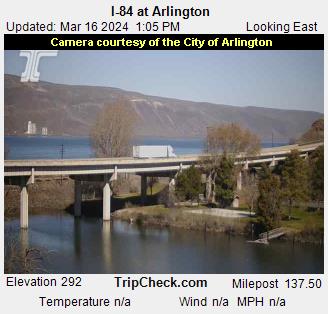 I-84 at Arlington
Updated: Mar 16 2024 1:05 PM Looking East
Camera courtesy of the City of Arlington
Elevation 292 TripCheck.com Milepost 137.50
Temperature n/a Wind n/a MPH n/a